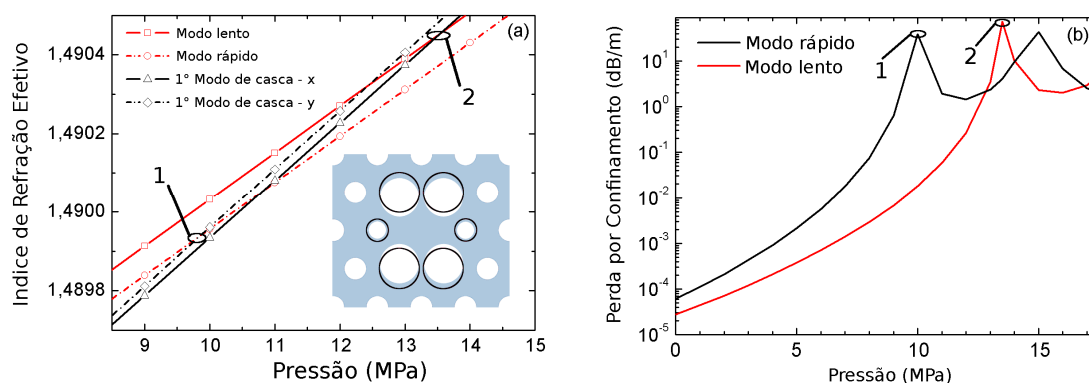 (a)
Indice de Refração Efetivo
1,4904
1,4902
1,4900
1,4898
Modo lento
Modo rápido
1° Modo de casca - x
1° Modo de casca - y
1
2
9 10 11 12 13 14 15
Pressão (MPa)
(b)
Perda por Confinamento (dB/m)
10¹
10⁰
10⁻¹
10⁻²
10⁻³
10⁻⁴
10⁻⁵
Modo rápido
Modo lento
1
2
0 5 10 15
Pressão (MPa)